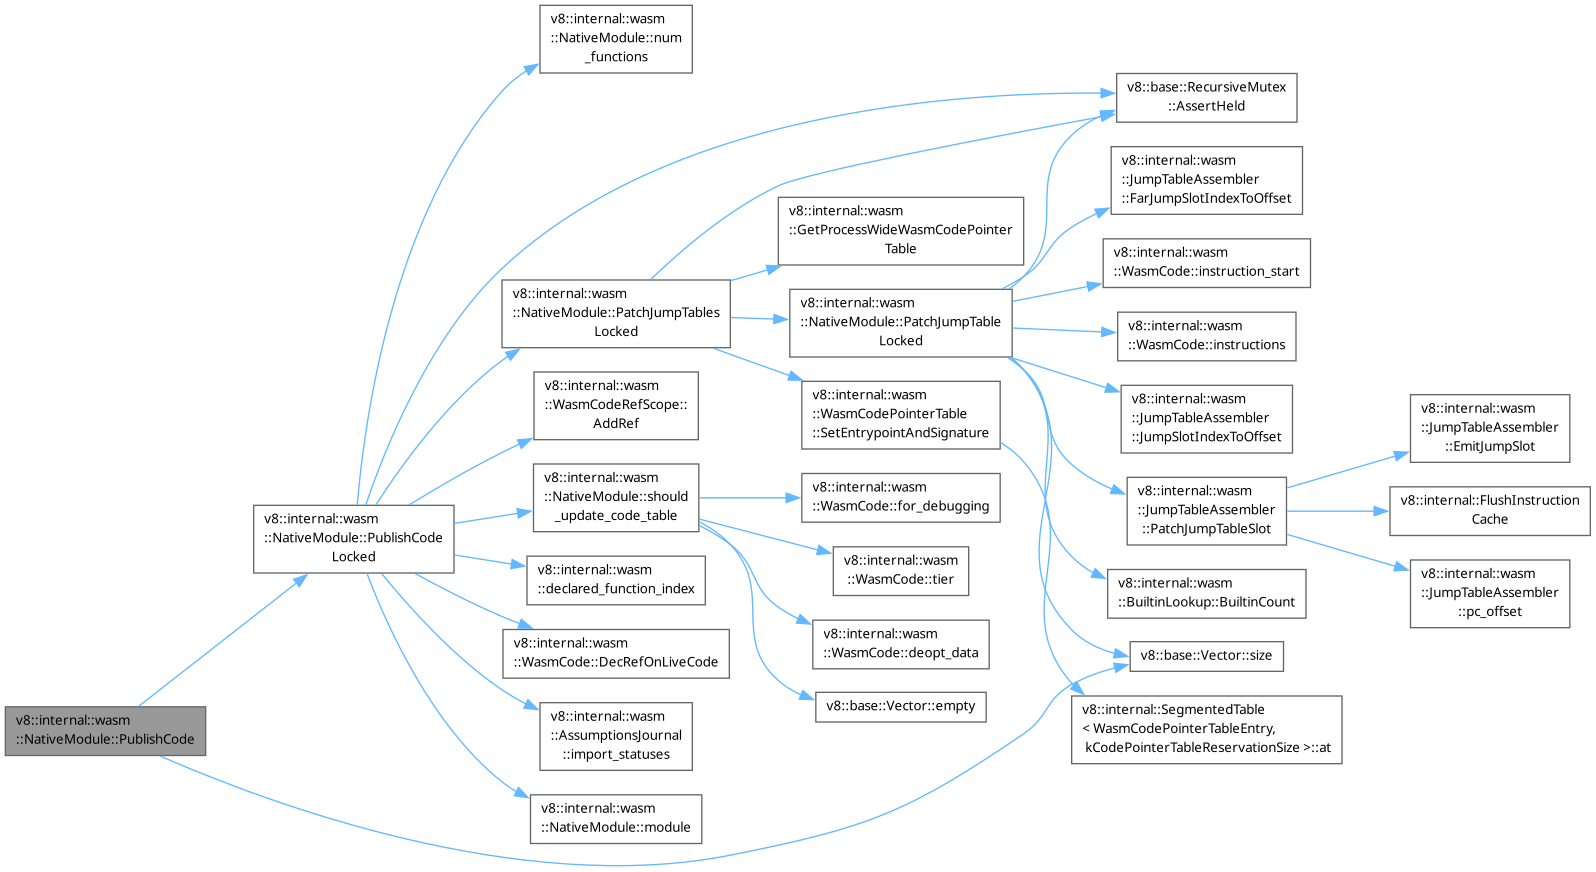 v8::internal::wasm
::NativeModule::PublishCode
v8::internal::wasm
::NativeModule::PublishCode
Locked
v8::internal::wasm
::NativeModule::num
_functions
v8::internal::wasm
::NativeModule::PatchJumpTables
Locked
v8::internal::wasm
::WasmCodeRefScope::
AddRef
v8::internal::wasm
::NativeModule::should
_update_code_table
v8::internal::wasm
::declared_function_index
v8::internal::wasm
::WasmCode::DecRefOnLiveCode
v8::internal::wasm
::AssumptionsJournal
::import_statuses
v8::internal::wasm
::NativeModule::module
v8::internal::wasm
::GetProcessWideWasmCodePointer
Table
v8::internal::wasm
::NativeModule::PatchJumpTable
Locked
v8::internal::wasm
::WasmCodePointerTable
::SetEntrypointAndSignature
v8::internal::wasm
::WasmCode::for_debugging
v8::internal::wasm
::WasmCode::tier
v8::internal::wasm
::WasmCode::deopt_data
v8::base::Vector::empty
v8::base::RecursiveMutex
::AssertHeld
v8::internal::wasm
::JumpTableAssembler
::FarJumpSlotIndexToOffset
v8::internal::wasm
::WasmCode::instruction_start
v8::internal::wasm
::WasmCode::instructions
v8::internal::wasm
::JumpTableAssembler
::JumpSlotIndexToOffset
v8::internal::wasm
::JumpTableAssembler
::PatchJumpTableSlot
v8::internal::wasm
::BuiltinLookup::BuiltinCount
v8::base::Vector::size
v8::internal::SegmentedTable
< WasmCodePointerTableEntry,
kCodePointerTableReservationSize >::at
v8::internal::wasm
::JumpTableAssembler
::EmitJumpSlot
v8::internal::FlushInstruction
Cache
v8::internal::wasm
::JumpTableAssembler
::pc_offset